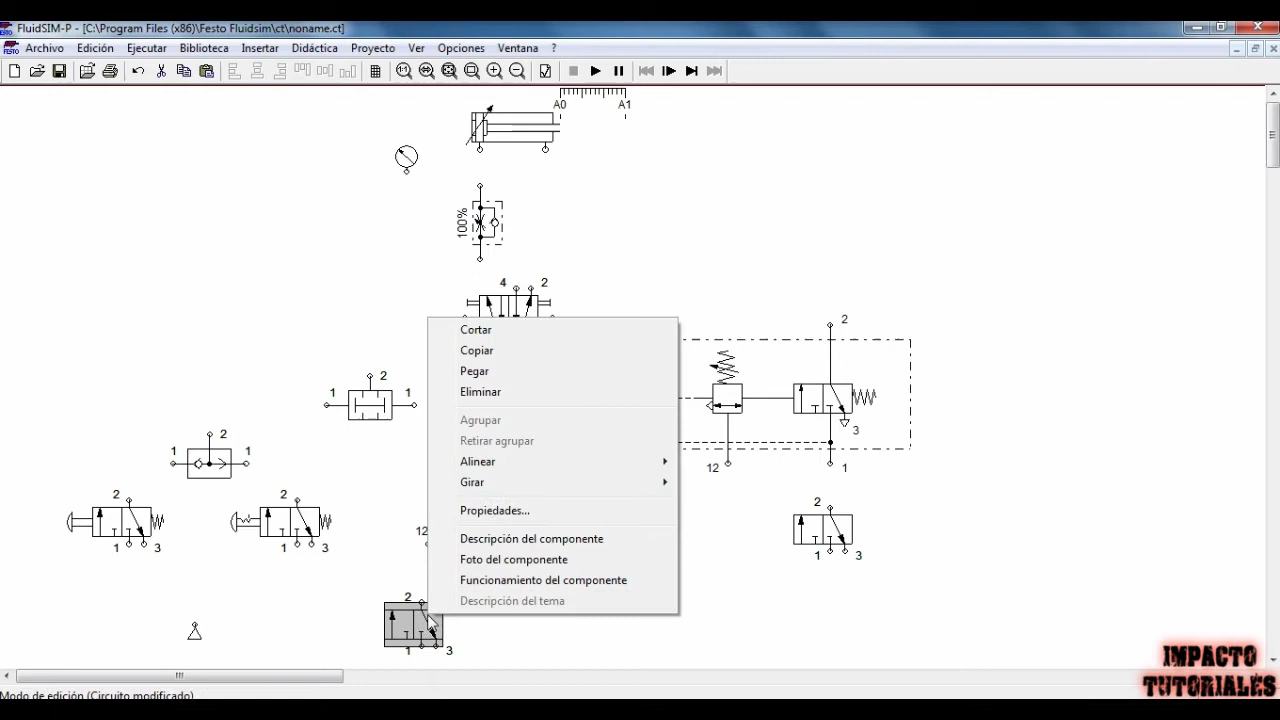 FluidSIM-P - [C:\Program Files (x86)\Festo Fluidsim\ct\noname.ct]
FESTO Archivo Edición Ejecutar Biblioteca Insertar Didáctica Proyecto Ver Opciones Ventana ?
A0 A1
100%
4 2
Cortar
Copiar
Pegar
Eliminar
Agrupar
Retirar agrupar
Alinear
Girar
Propiedades...
Descripción del componente
Foto del componente
Funcionamiento del componente
Descripción del tema
2
3
12 1
2
1 1
2
1 1
2
1 3
2
1 3
12
2
1 3
2
1 3
IMPACTO
TUTORIALES
Modo de edición (Circuito modificado)